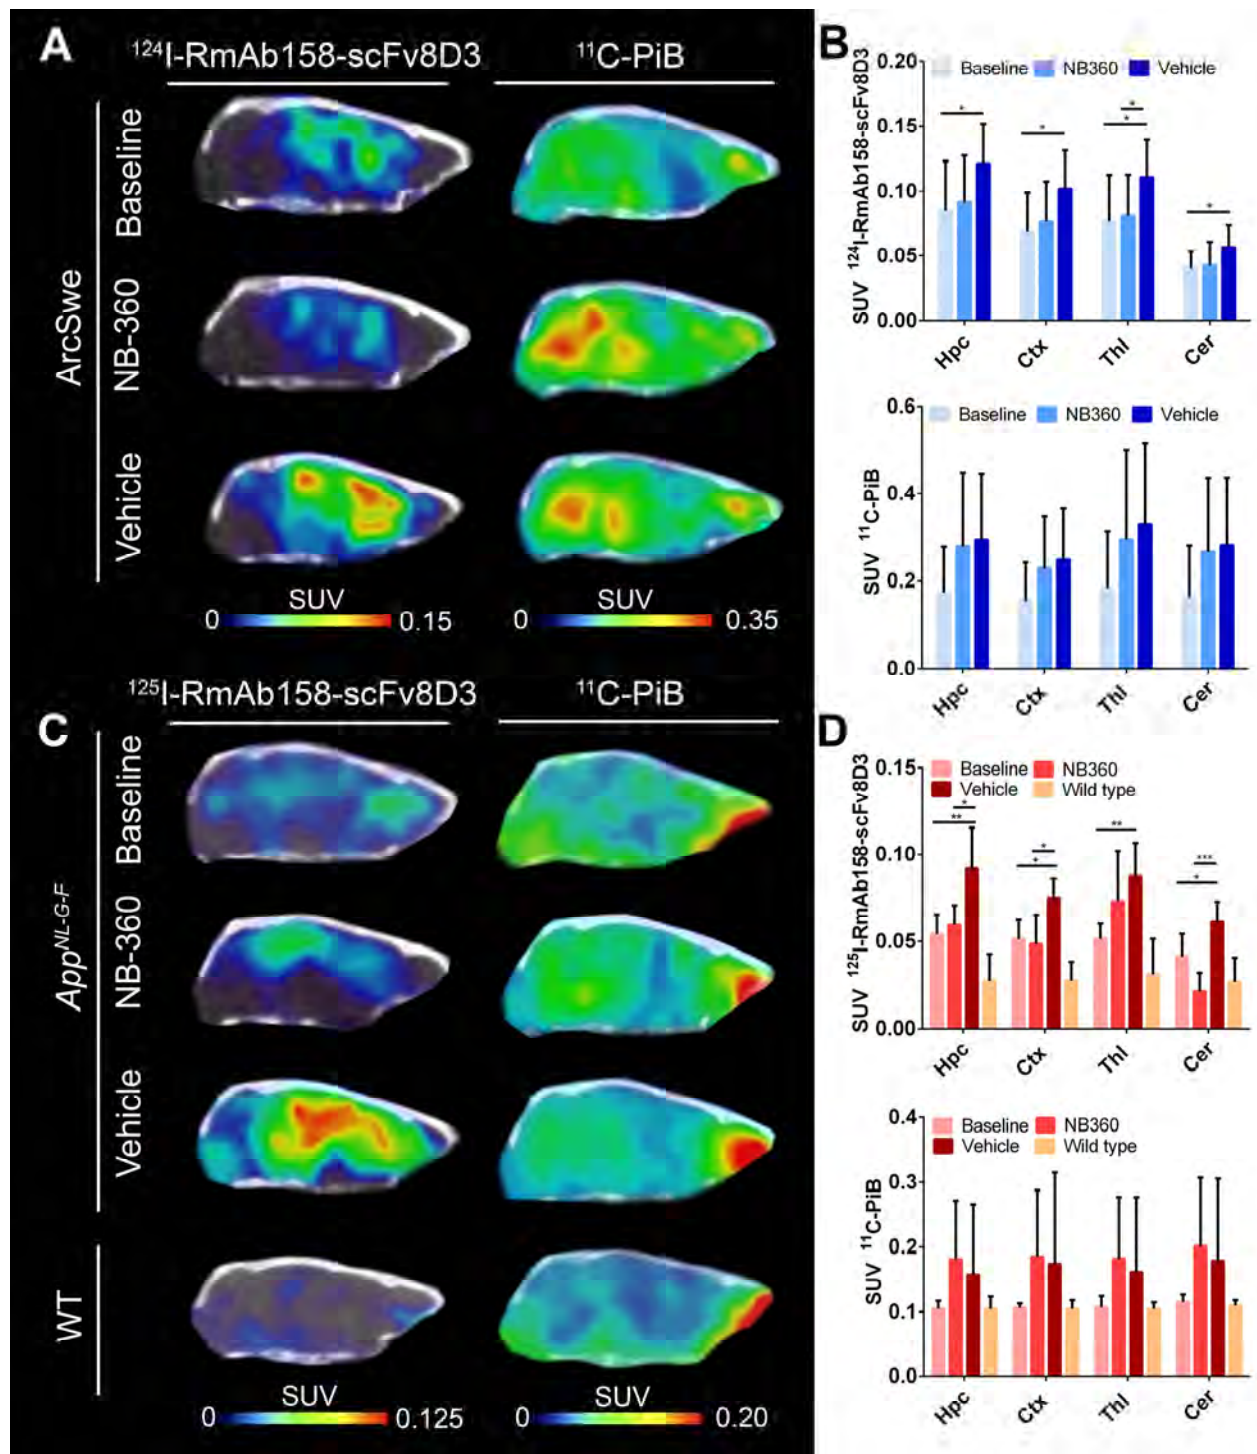 A
¹²⁴I-RmAb158-scFv8D3
¹¹C-PiB
ArcSwe
Baseline
NB-360
Vehicle
SUV
0 0.15
SUV
0 0.35
B
SUV ¹²⁴I-RmAb158-scFv8D3
Baseline NB360 Vehicle
0.20
0.15
0.10
0.05
0.00
* * * * *
Hpc Ctx Thl Cer
SUV ¹¹C-PiB
Baseline NB360 Vehicle
0.6
0.4
0.2
0.0
Hpc Ctx Thl Cer
C
¹²⁵I-RmAb158-scFv8D3
¹¹C-PiB
App^NL-G-F
Baseline
NB-360
Vehicle
WT
SUV
0 0.125
SUV
0 0.20
D
SUV ¹²⁵I-RmAb158-scFv8D3
Baseline NB360
Vehicle Wild type
0.15
0.10
0.05
0.00
* ** * * ** *** *
Hpc Ctx Thl Cer
SUV ¹¹C-PiB
Baseline NB360
Vehicle Wild type
0.4
0.3
0.2
0.1
0.0
Hpc Ctx Thl Cer